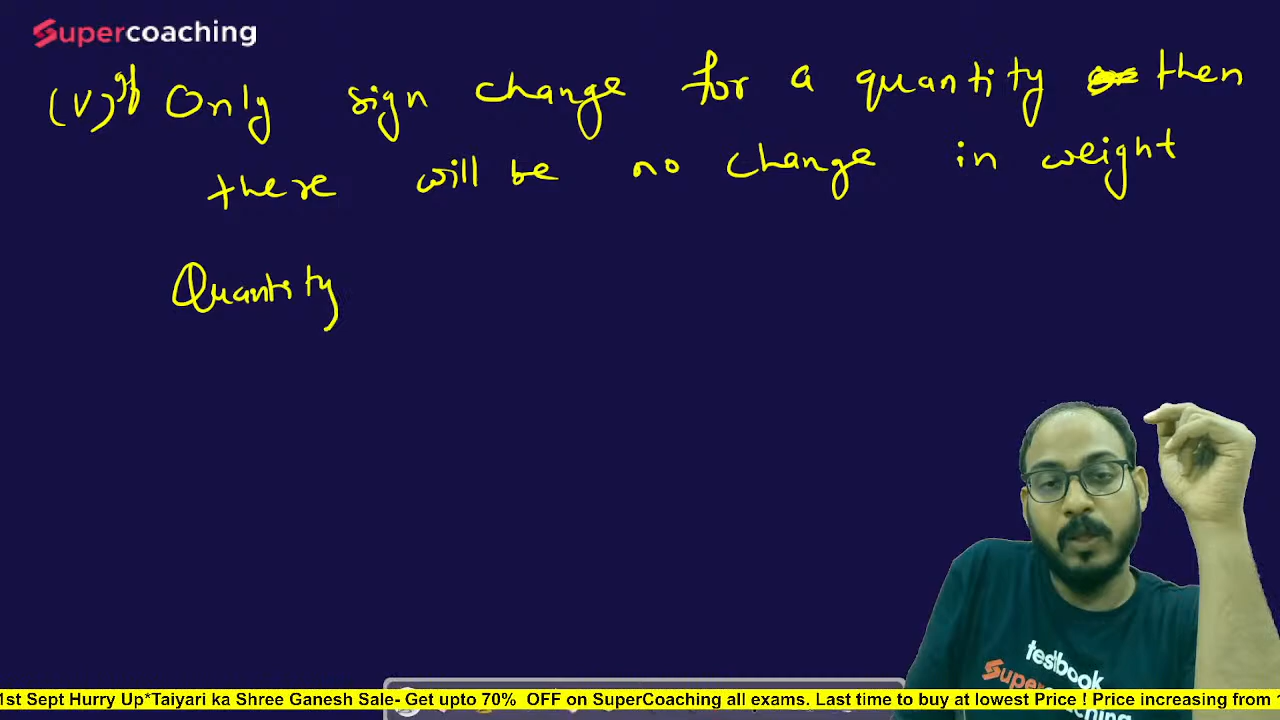 Supercoaching
(V) If Only sign change for a quantity then
there will be no change in weight
Quantity
testbook
Super
coaching
1st Sept Hurry Up*Taiyari ka Shree Ganesh Sale- Get upto 70% OFF on SuperCoaching all exams. Last time to buy at lowest Price ! Price increasing from